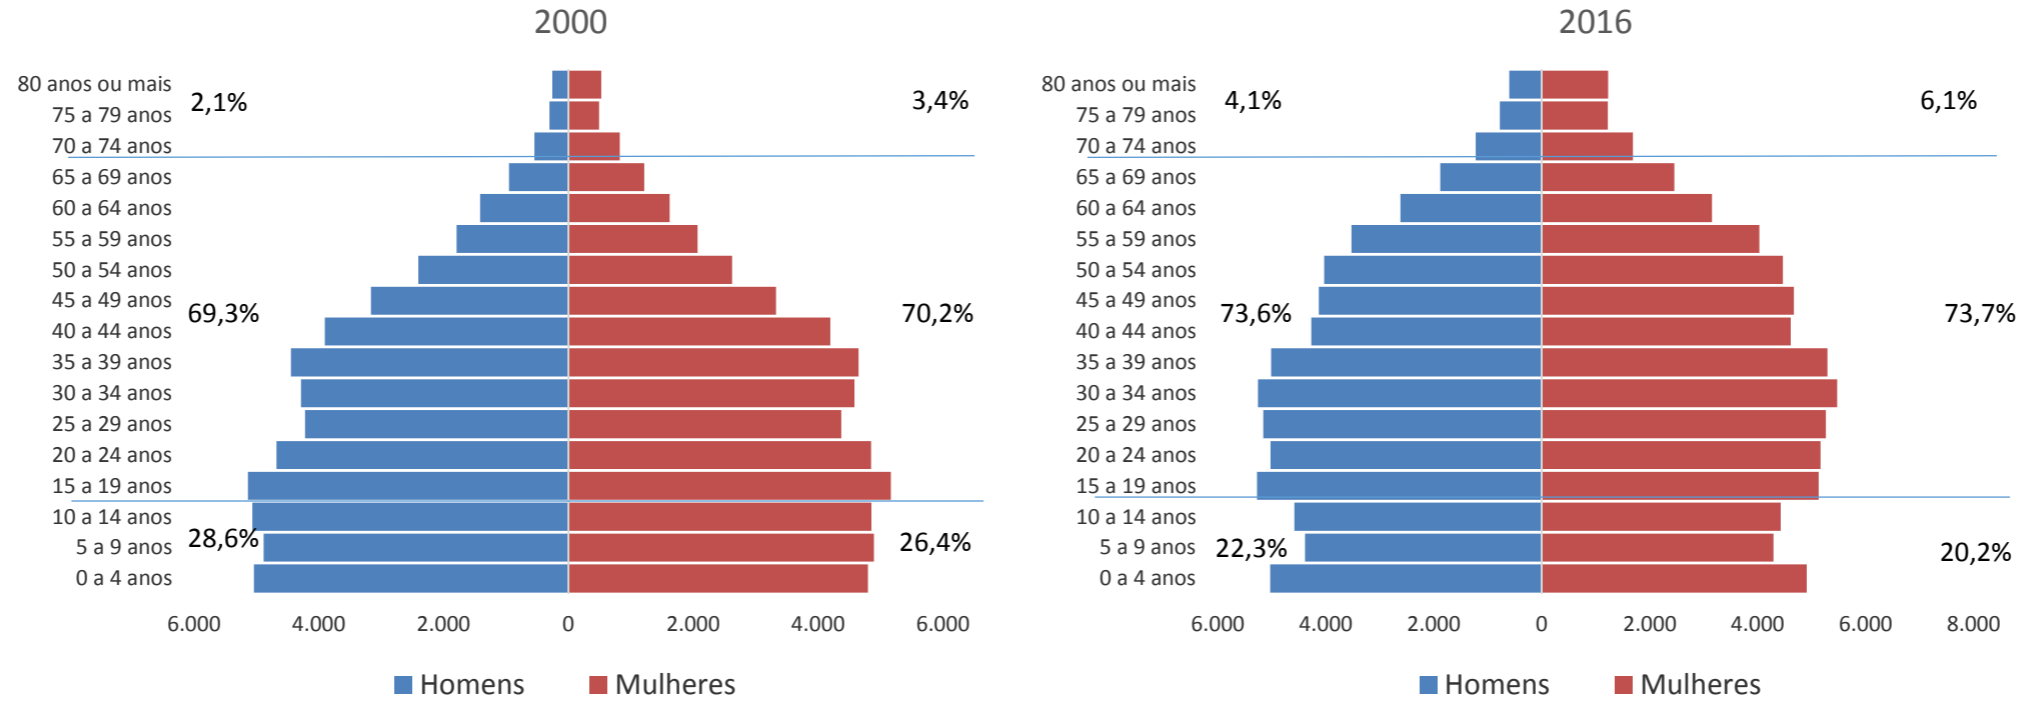 2000
80 anos ou mais
75 a 79 anos
70 a 74 anos
65 a 69 anos
60 a 64 anos
55 a 59 anos
50 a 54 anos
45 a 49 anos
40 a 44 anos
35 a 39 anos
30 a 34 anos
25 a 29 anos
20 a 24 anos
15 a 19 anos
10 a 14 anos
5 a 9 anos
0 a 4 anos
2,1%
3,4%
69,3%
70,2%
28,6%
26,4%
6.000 4.000 2.000 0 2.000 4.000 6.000
Homens Mulheres
2016
80 anos ou mais
75 a 79 anos
70 a 74 anos
65 a 69 anos
60 a 64 anos
55 a 59 anos
50 a 54 anos
45 a 49 anos
40 a 44 anos
35 a 39 anos
30 a 34 anos
25 a 29 anos
20 a 24 anos
15 a 19 anos
10 a 14 anos
5 a 9 anos
0 a 4 anos
4,1%
6,1%
73,6%
73,7%
22,3%
20,2%
6.000 4.000 2.000 0 2.000 4.000 6.000 8.000
Homens Mulheres